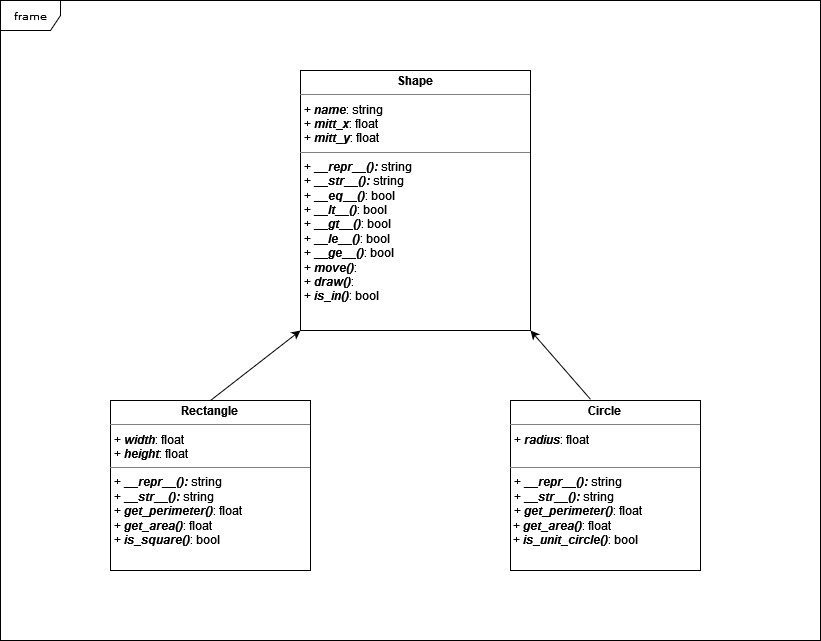 frame
Shape
+ name: string
+ mitt_x: float
+ mitt_y: float
+ __repr__(): string
+ __str__(): string
+ __eq__(): bool
+ __lt__(): bool
+ __gt__(): bool
+ __le__(): bool
+ __ge__(): bool
+ move():
+ draw():
+ is_in(): bool
Rectangle
+ width: float
+ height: float
+ __repr__(): string
+ __str__(): string
+ get_perimeter(): float
+ get_area(): float
+ is_square(): bool
Circle
+ radius: float
+ __repr__(): string
+ __str__(): string
+ get_perimeter(): float
+ get_area(): float
+ is_unit_circle(): bool